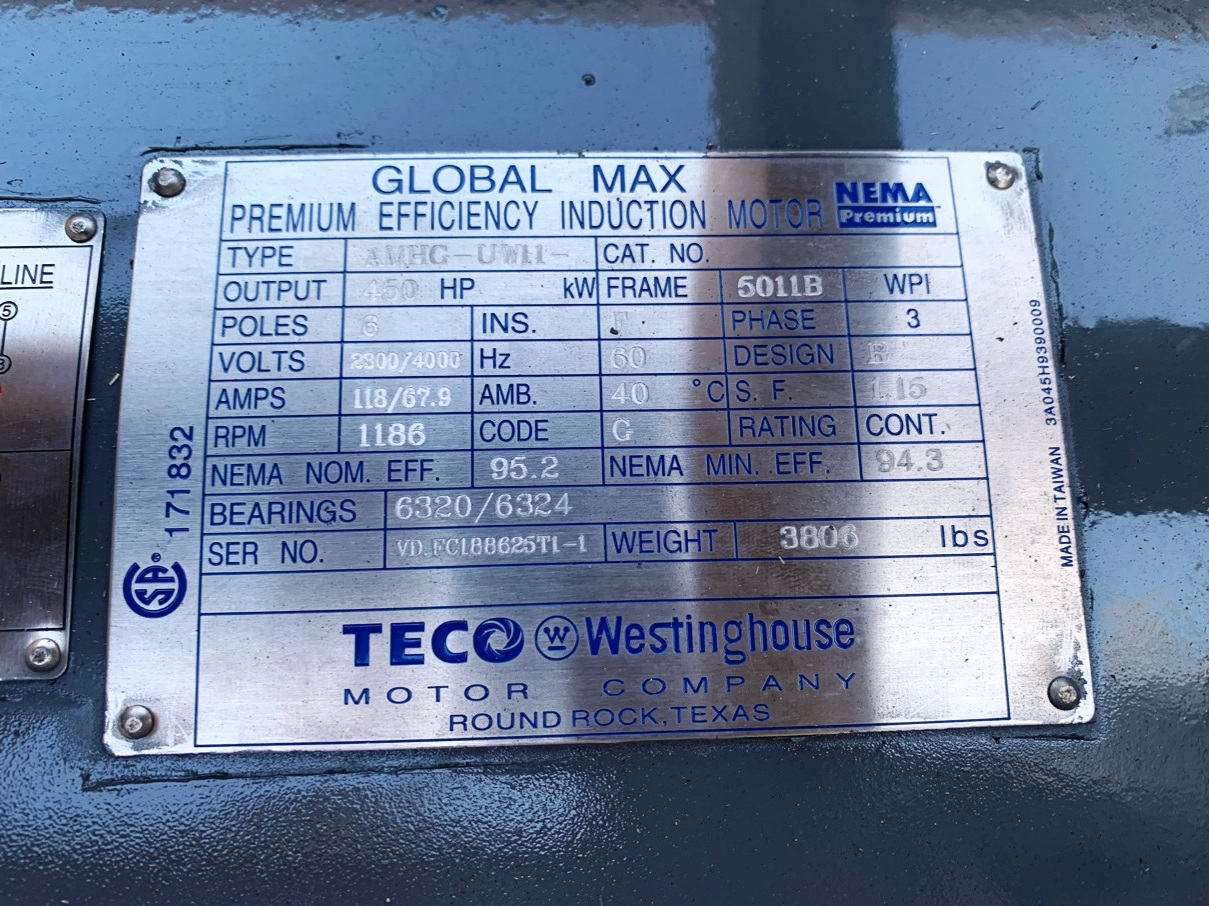 GLOBAL MAX
PREMIUM EFFICIENCY INDUCTION MOTOR NEMA Premium
TYPE AMHG-UW11- CAT. NO.
OUTPUT 450 HP kW FRAME 5011B WPI
POLES 6 INS. F PHASE 3
VOLTS 2300/4000 Hz 60 DESIGN B
AMPS 118/67.9 AMB. 40 °C S. F. 1.15
RPM 1186 CODE G RATING CONT.
NEMA NOM. EFF. 95.2 NEMA MIN. EFF. 94.3
BEARINGS 6320/6324
SER NO. VD.FC188625T1-1 WEIGHT 3806 lbs
TECO W Westinghouse
MOTOR COMPANY
ROUND ROCK, TEXAS
171832
SA®
MADE IN TAIWAN 3A045H9390009
LINE
5